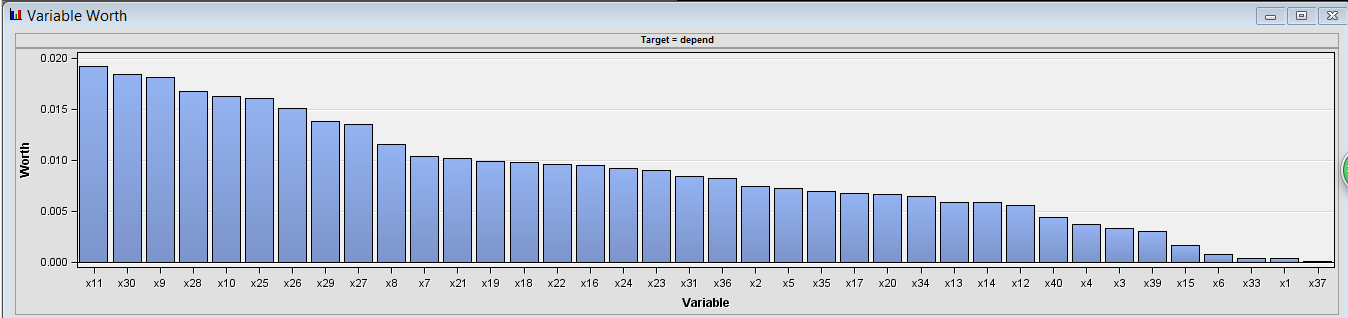 Variable Worth
Target = depend
0.020
0.015
0.010
0.005
0.000
Worth
x11 x30 x9 x28 x10 x25 x26 x29 x27 x8 x7 x21 x19 x18 x22 x16 x24 x23 x31 x36 x2 x5 x35 x17 x20 x34 x13 x14 x12 x40 x4 x3 x39 x15 x6 x33 x1 x37
Variable